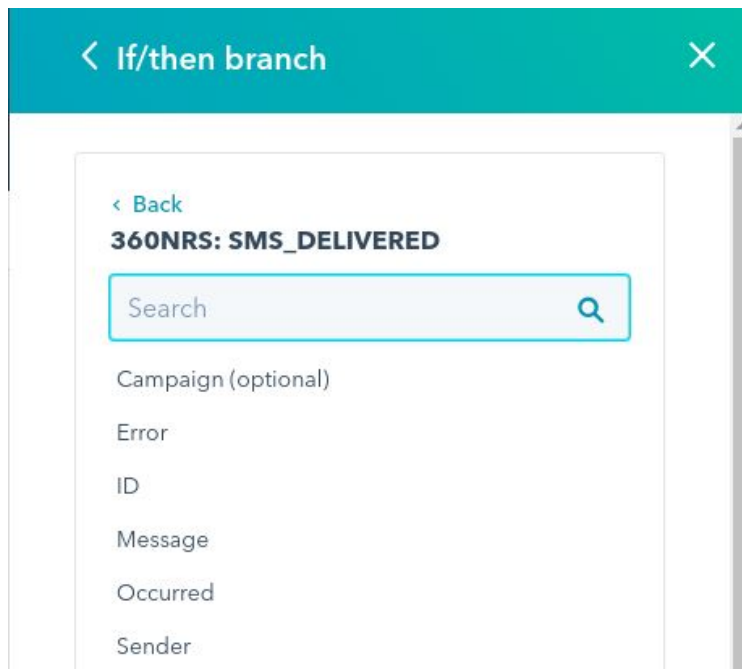 If/then branch
Back
360NRS: SMS_DELIVERED
Search
Campaign (optional)
Error
ID
Message
Occurred
Sender